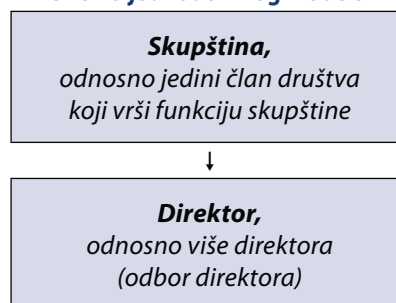 Skupština,
odnosno jedini član društva
koji vrši funkciju skupštine
Direktor,
odnosno više direktora
(odbor direktora)